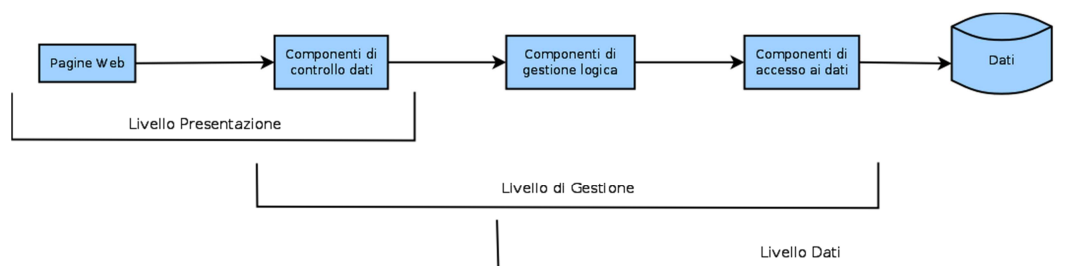 Pagine Web
Componenti di
controllo dati
Componenti di
gestione logica
Componenti di
accesso ai dati
Dati
Livello Presentazione
Livello di Gestione
Livello Dati